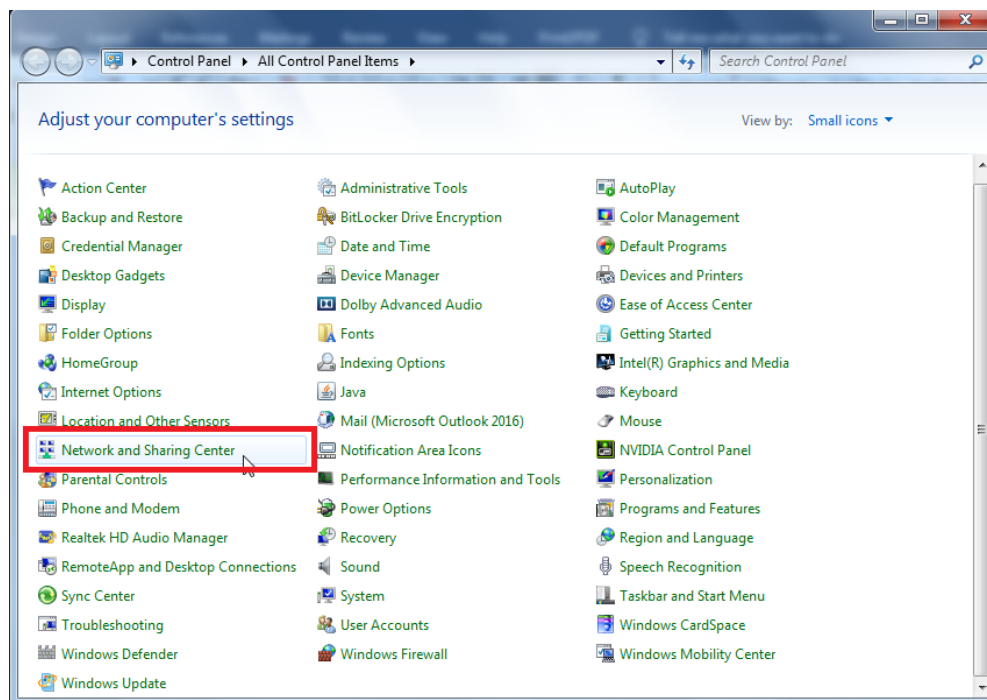 Control Panel ▸ All Control Panel Items ▸
Search Control Panel
Adjust your computer's settings
View by: Small icons
Action Center
Backup and Restore
Credential Manager
Desktop Gadgets
Display
Folder Options
HomeGroup
Internet Options
Location and Other Sensors
Network and Sharing Center
Parental Controls
Phone and Modem
Realtek HD Audio Manager
RemoteApp and Desktop Connections
Sync Center
Troubleshooting
Windows Defender
Windows Update
Administrative Tools
BitLocker Drive Encryption
Date and Time
Device Manager
Dolby Advanced Audio
Fonts
Indexing Options
Java
Mail (Microsoft Outlook 2016)
Notification Area Icons
Performance Information and Tools
Power Options
Recovery
Sound
System
User Accounts
Windows Firewall
AutoPlay
Color Management
Default Programs
Devices and Printers
Ease of Access Center
Getting Started
Intel(R) Graphics and Media
Keyboard
Mouse
NVIDIA Control Panel
Personalization
Programs and Features
Region and Language
Speech Recognition
Taskbar and Start Menu
Windows CardSpace
Windows Mobility Center